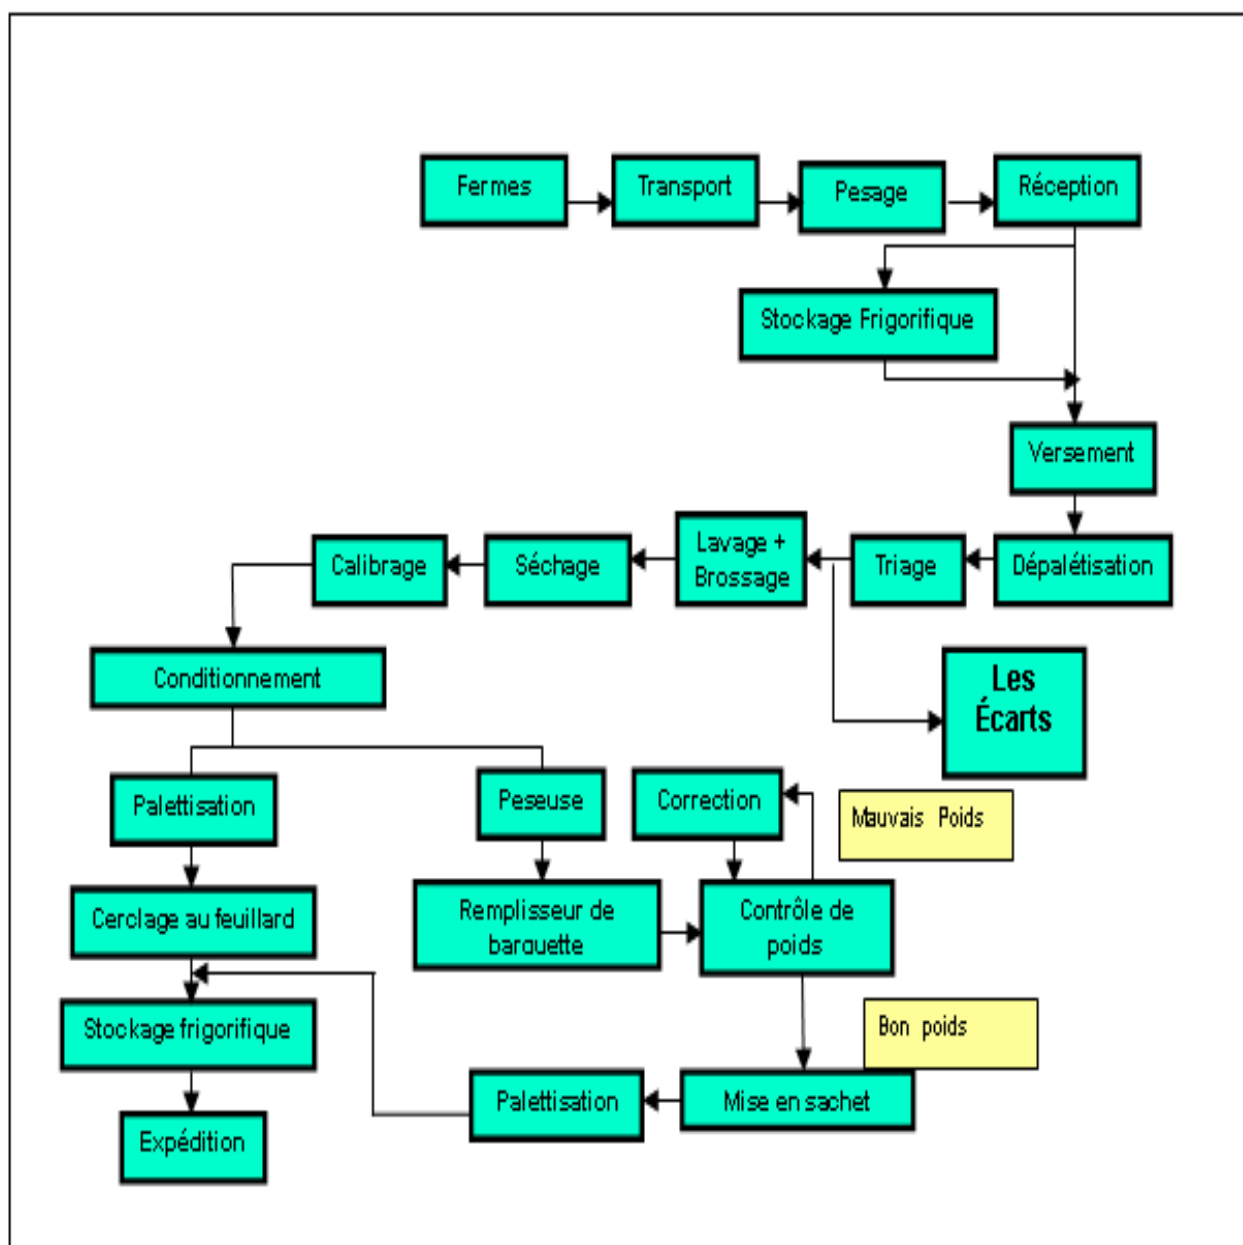 Fermes
Transport
Pesage
Réception
Stockage Frigorifique
Versement
Dépalétisation
Triage
Lavage +
Brossage
Séchage
Calibrage
Les
Écarts
Conditionnement
Palettisation
Peseuse
Correction
Mauvais Poids
Cerclage au feuillard
Remplisseur de
barquette
Contrôle de
poids
Stockage frigorifique
Bon poids
Palettisation
Mise en sachet
Expédition